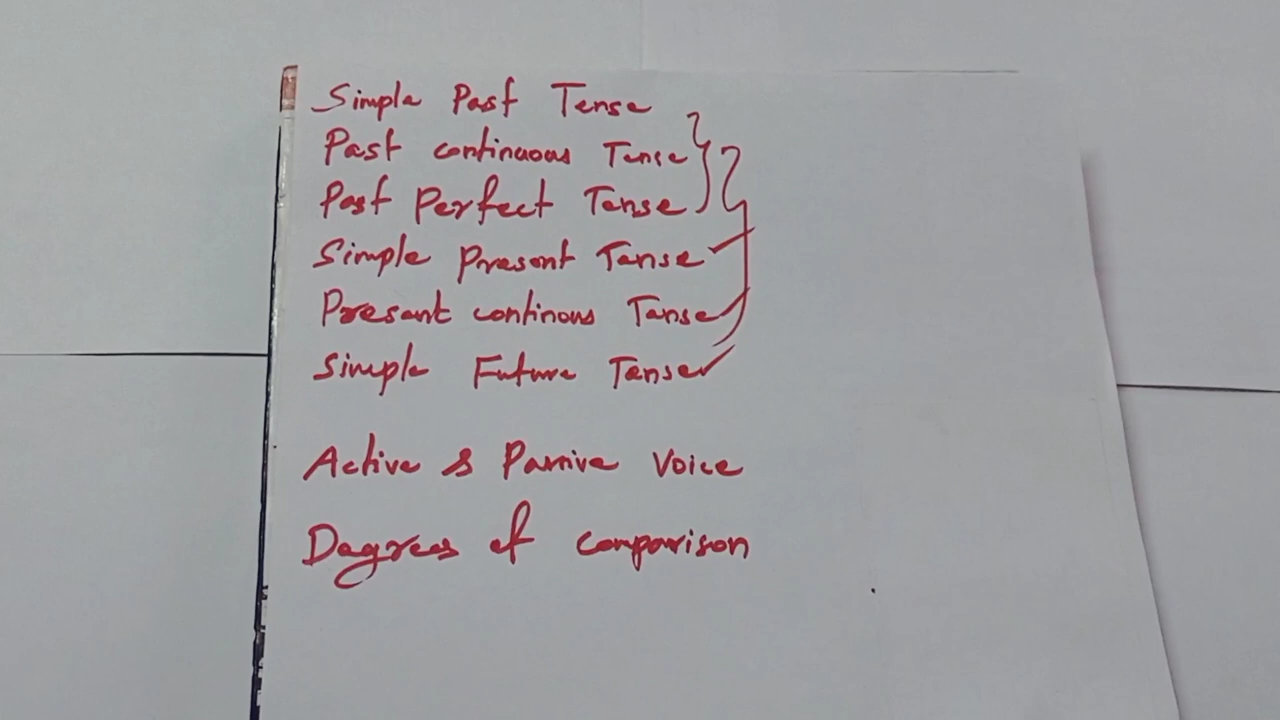 Simple Past Tense
Past continuous Tense
Past Perfect Tense
Simple Present Tense
Present continous Tense
Simple Future Tense
Active & Passive Voice
Degrees of comparison